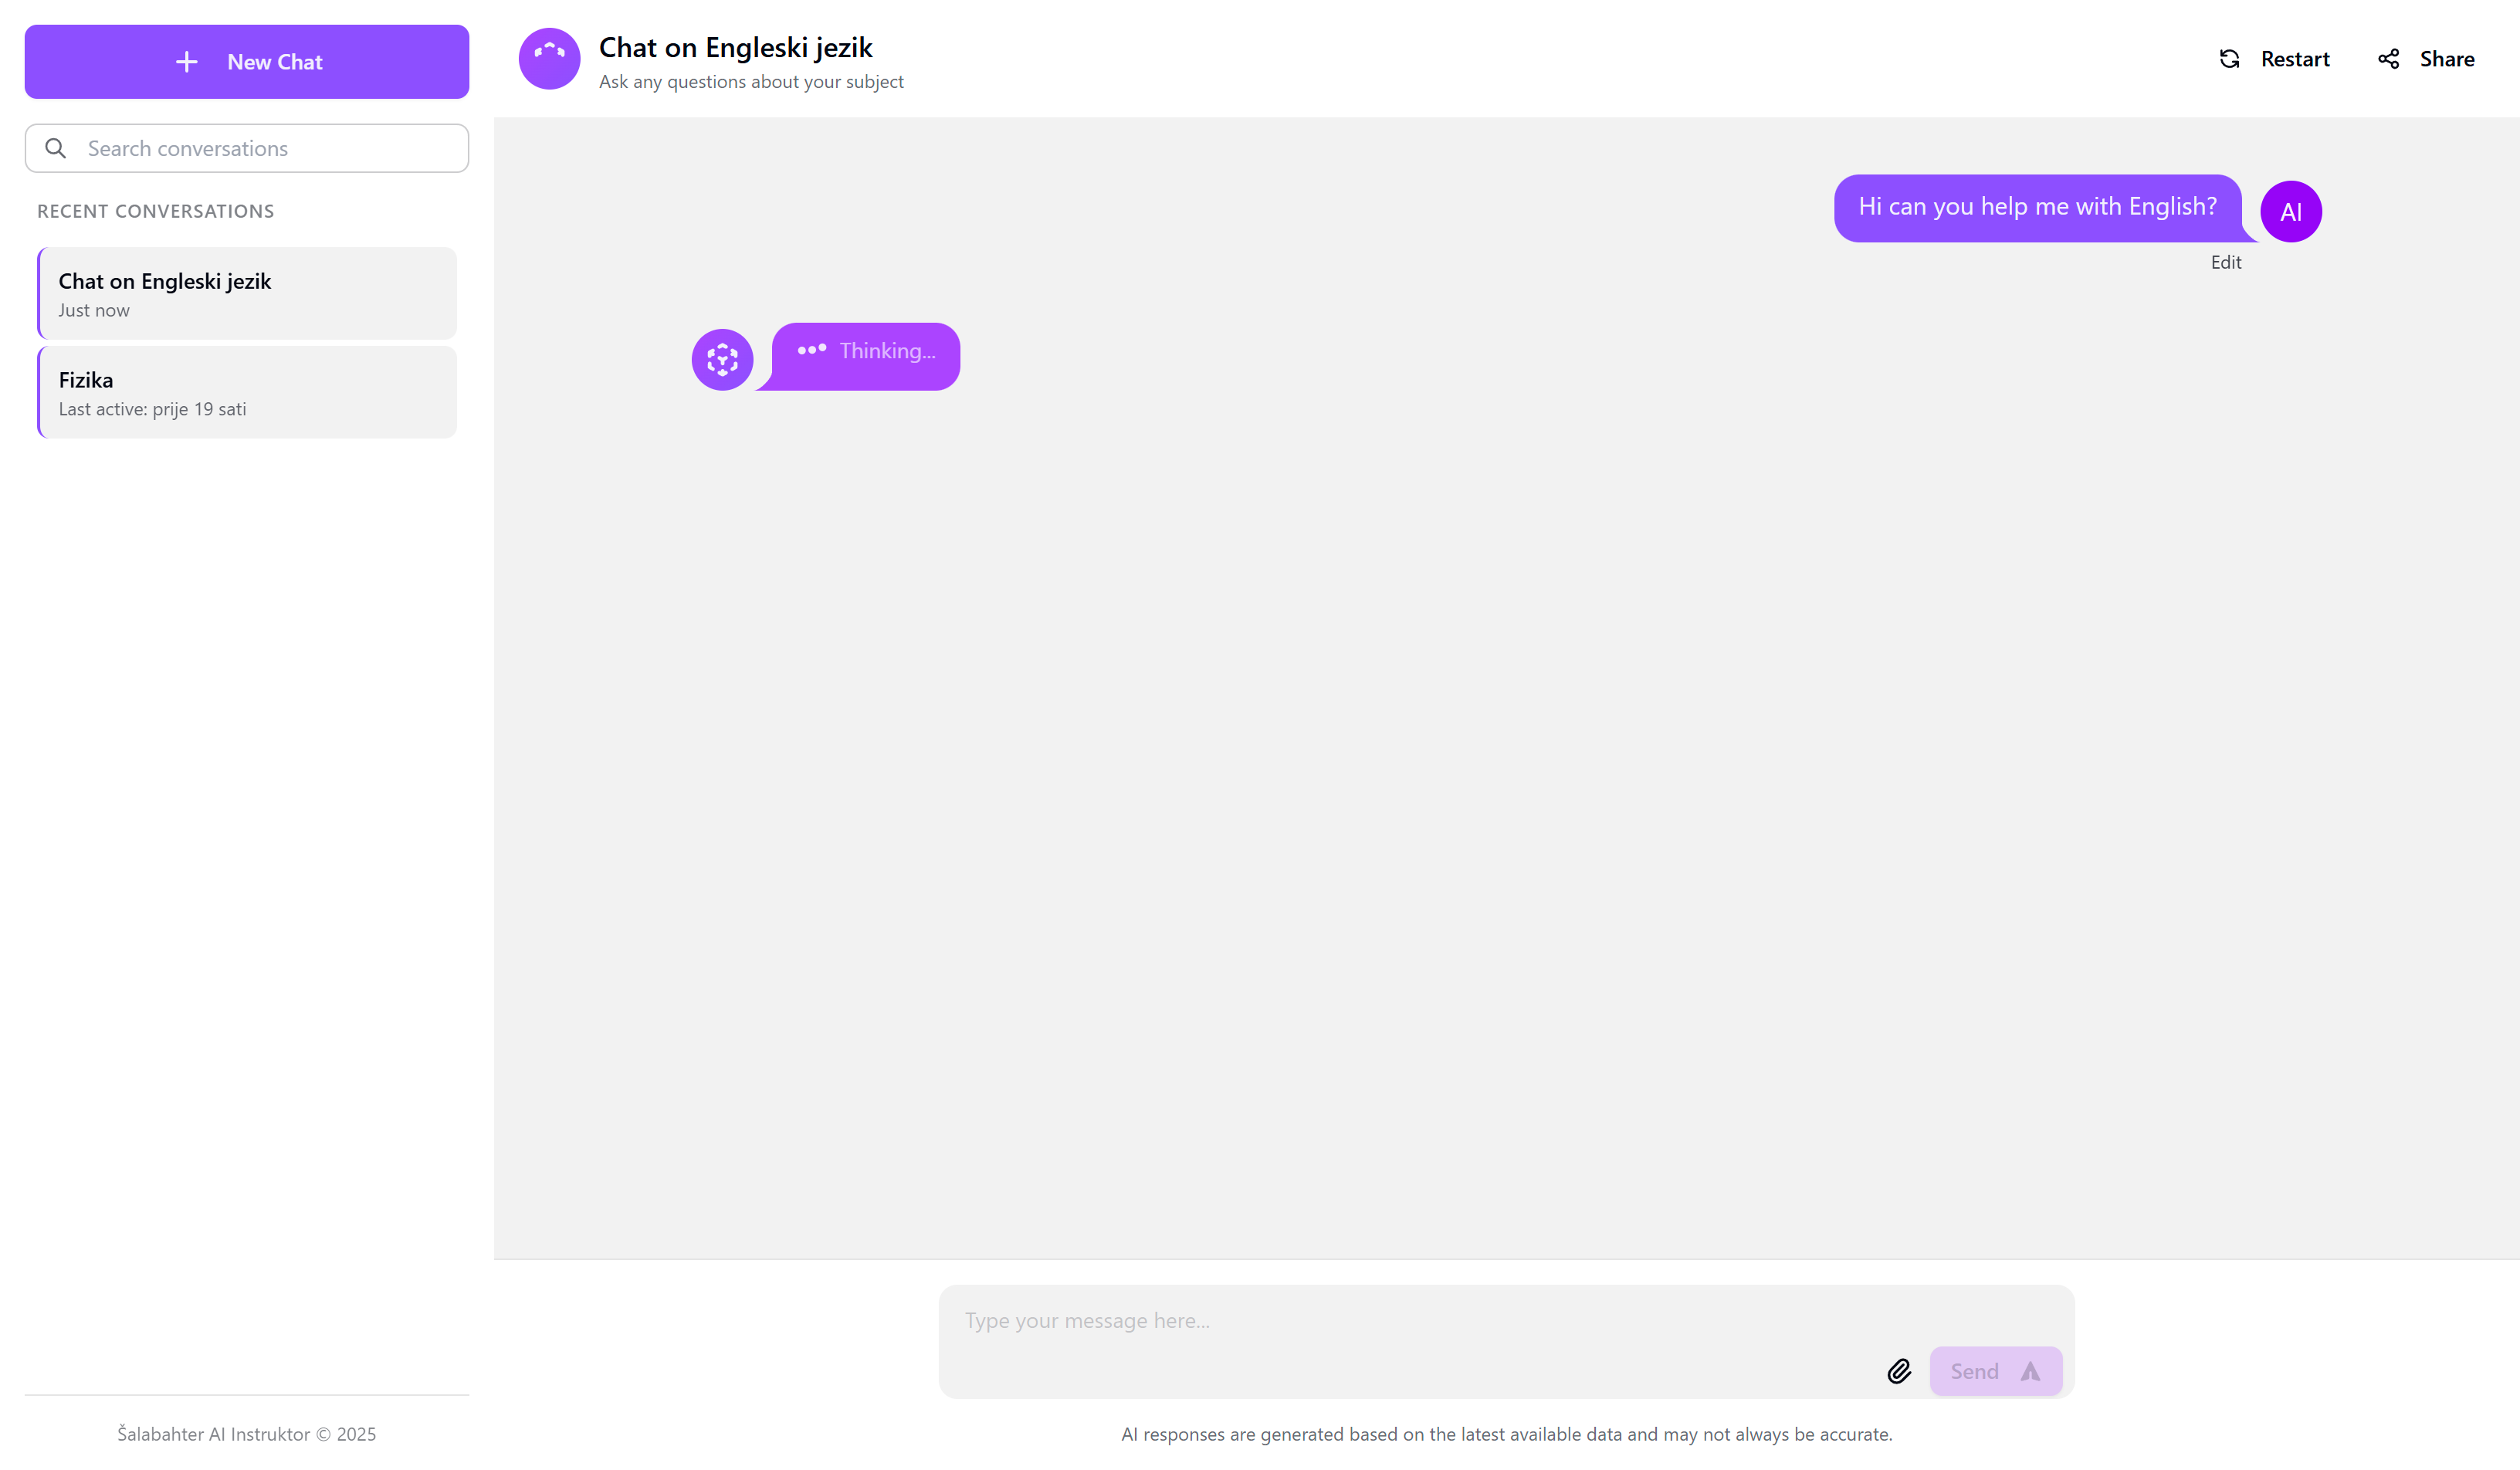 New Chat
Search conversations
RECENT CONVERSATIONS
Chat on Engleski jezik
Just now
Fizika
Last active: prije 19 sati
Šalabahter AI Instruktor © 2025
Chat on Engleski jezik
Ask any questions about your subject
Restart
Share
Hi can you help me with English?
AI
Edit
Thinking...
Type your message here...
Send
AI responses are generated based on the latest available data and may not always be accurate.